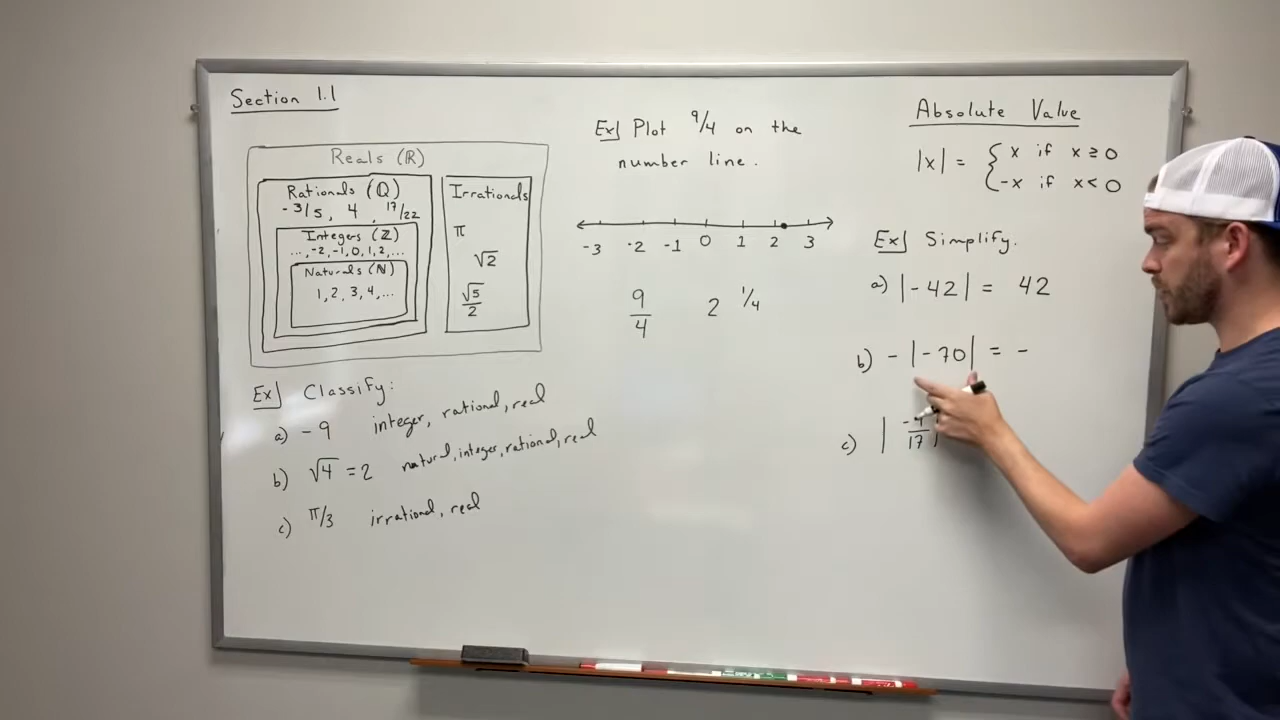 Section 1.1
Reals (ℝ)
Rationals (ℚ)
-3/5, 4, 17/22
Integers (ℤ)
..., -2, -1, 0, 1, 2, ...
Naturals (ℕ)
1, 2, 3, 4, ...
Irrationals
π
√2
√5/2
Ex] Classify:
a) -9 integer, rational, real
b) √4 = 2 natural, integer, rational, real
c) π/3 irrational, real
Ex] Plot 9/4 on the
number line.
-3 -2 -1 0 1 2 3
9/4 2 1/4
Absolute Value
|x| = { x if x ≥ 0
-x if x < 0
Ex] Simplify.
a) |-42| = 42
b) -|-70| = -
c) | /17 |